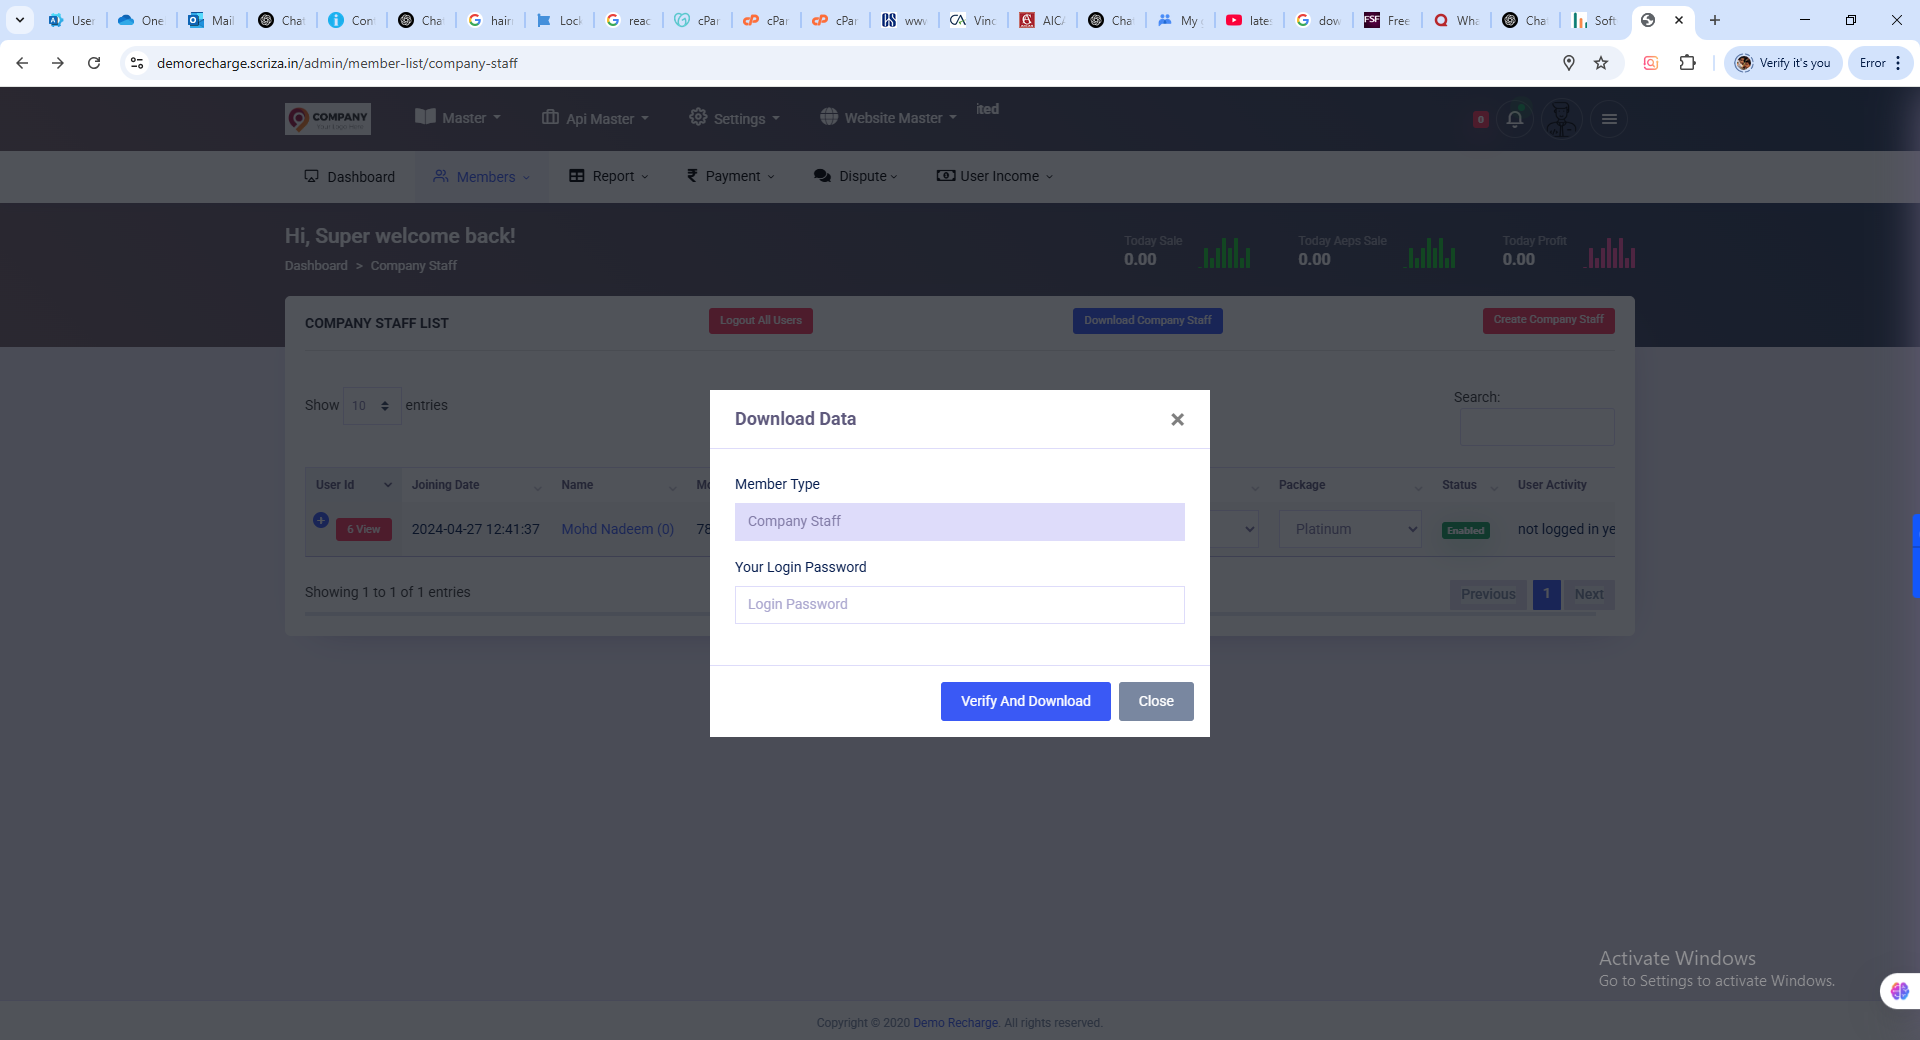 User
One
Mail
Chat
Con
Chat
hair
Lock
reac
cPar
cPar
cPar
www
Vinc
AICA
Chat
My
late
dow
Free
Wha
Chat
Soft
demorecharge.scriza.in/admin/member-list/company-staff
Verify it's you
Error
COMPANY
Master
Api Master
Settings
Website Master
ited
0
Dashboard
Members
Report
₹ Payment
Dispute
User Income
Hi, Super welcome back!
Dashboard > Company Staff
Today Sale
0.00
Today Aeps Sale
0.00
Today Profit
0.00
COMPANY STAFF LIST
Logout All Users
Download Company Staff
Create Company Staff
Show 10 entries
Search:
Download Data
×
Member Type
Company Staff
Your Login Password
Login Password
Verify And Download
Close
User Id
Joining Date
Name
Mo
Package
Status
User Activity
6 View
2024-04-27 12:41:37
Mohd Nadeem (0)
78
Platinum
Enabled
not logged in ye
Showing 1 to 1 of 1 entries
Previous
1
Next
Activate Windows
Go to Settings to activate Windows.
Copyright © 2020 Demo Recharge. All rights reserved.